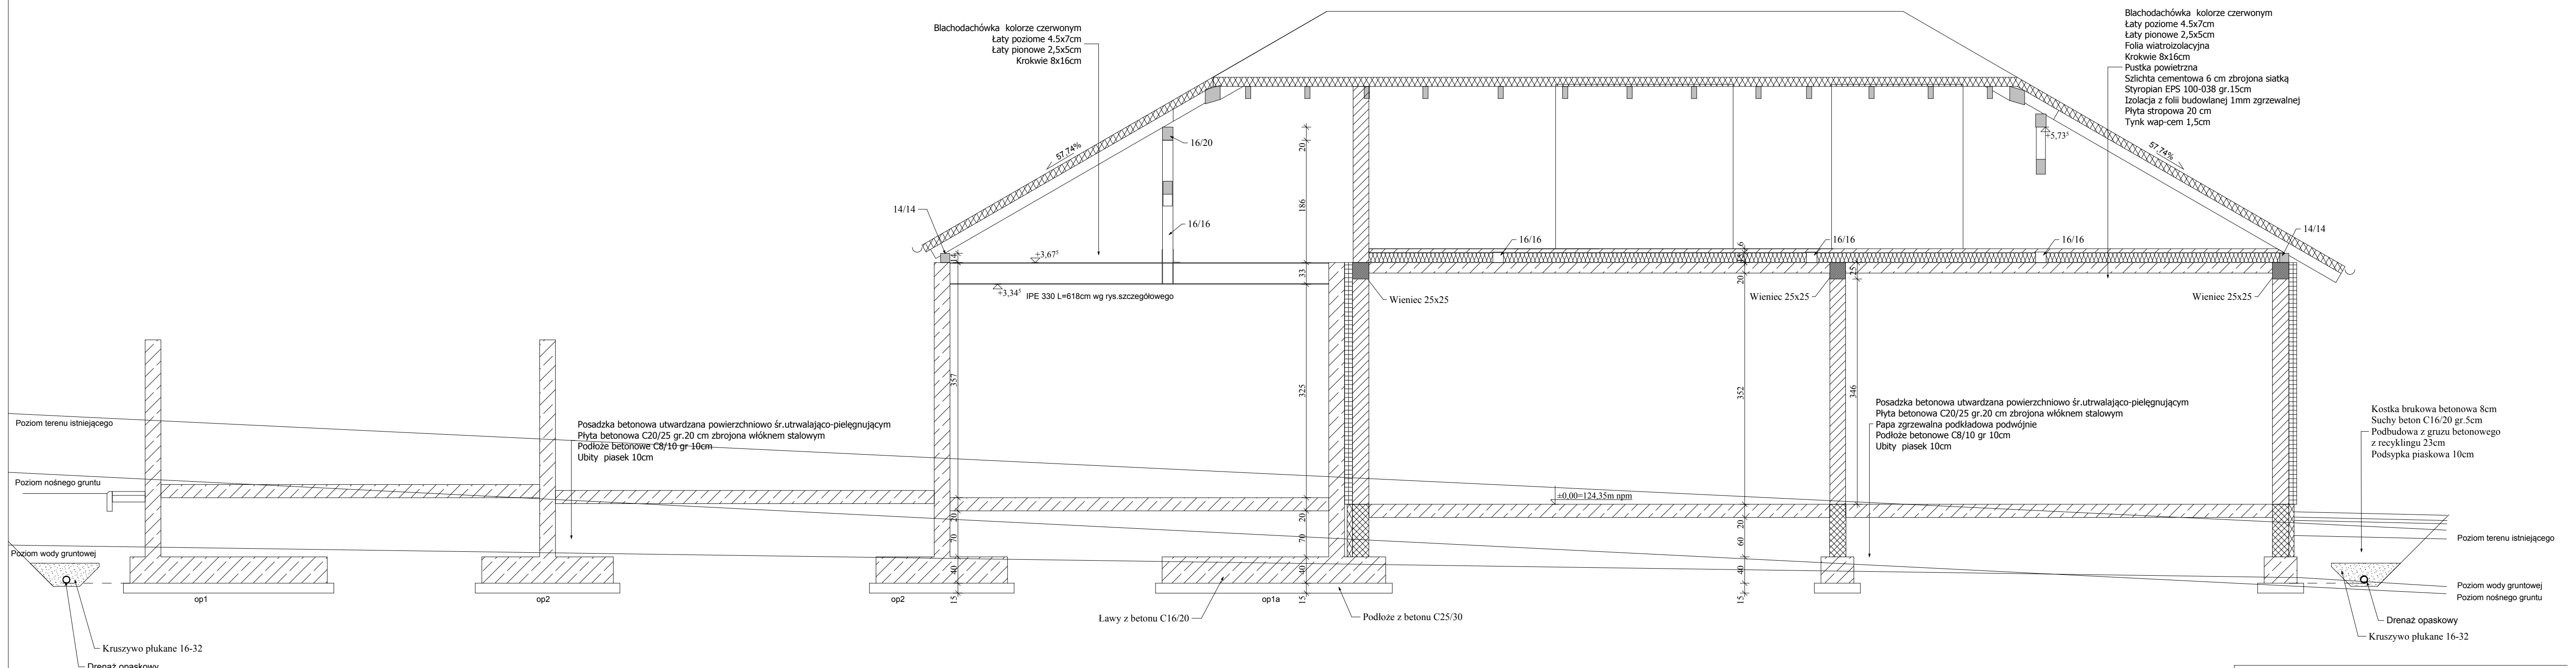 Blachodachówka kolorze czerwonym
Łaty poziome 4.5x7cm
Łaty pionowe 2,5x5cm
Krokwie 8x16cm
Blachodachówka kolorze czerwonym
Łaty poziome 4.5x7cm
Łaty pionowe 2,5x5cm
Folia wiatroizolacyjna
Krokwie 8x16cm
Pustka powietrzna
Szlichta cementowa 6 cm zbrojona siatką
Styropian EPS 100-038 gr.15cm
Izolacja z folii budowlanej 1mm zgrzewalnej
Płyta stropowa 20 cm
Tynk wap-cem 1,5cm
57,74%
16/20
20
+5,73⁵
57,74%
14/14
186
16/16
16/16
16/16
16/16
14/14
14
+3,67⁵
33
15
6
20
25
+3,34⁵
IPE 330 L=618cm wg rys.szczegółowego
Wieniec 25x25
Wieniec 25x25
Wieniec 25x25
357
325
352
346
Poziom terenu istniejącego
Posadzka betonowa utwardzana powierzchniowo śr.utrwalająco-pielęgnującym
Płyta betonowa C20/25 gr.20 cm zbrojona włóknem stalowym
Podłoże betonowe C8/10 gr 10cm
Ubity piasek 10cm
Posadzka betonowa utwardzana powierzchniowo śr.utrwalająco-pielęgnującym
Płyta betonowa C20/25 gr.20 cm zbrojona włóknem stalowym
Papa zgrzewalna podkładowa podwójnie
Podłoże betonowe C8/10 gr 10cm
Ubity piasek 10cm
Kostka brukowa betonowa 8cm
Suchy beton C16/20 gr.5cm
Podbudowa z gruzu betonowego
z recyklingu 23cm
Podsypka piaskowa 10cm
Poziom nośnego gruntu
±0,00=124,35m npm
20
20
20
70
70
60
Poziom terenu istniejącego
Poziom wody gruntowej
40
40
40
Poziom wody gruntowej
Poziom nośnego gruntu
15
15
15
op1
op2
op2
op1a
Ławy z betonu C16/20
Podłoże z betonu C25/30
Drenaż opaskowy
Kruszywo płukane 16-32
Kruszywo płukane 16-32
Drenaż opaskowy